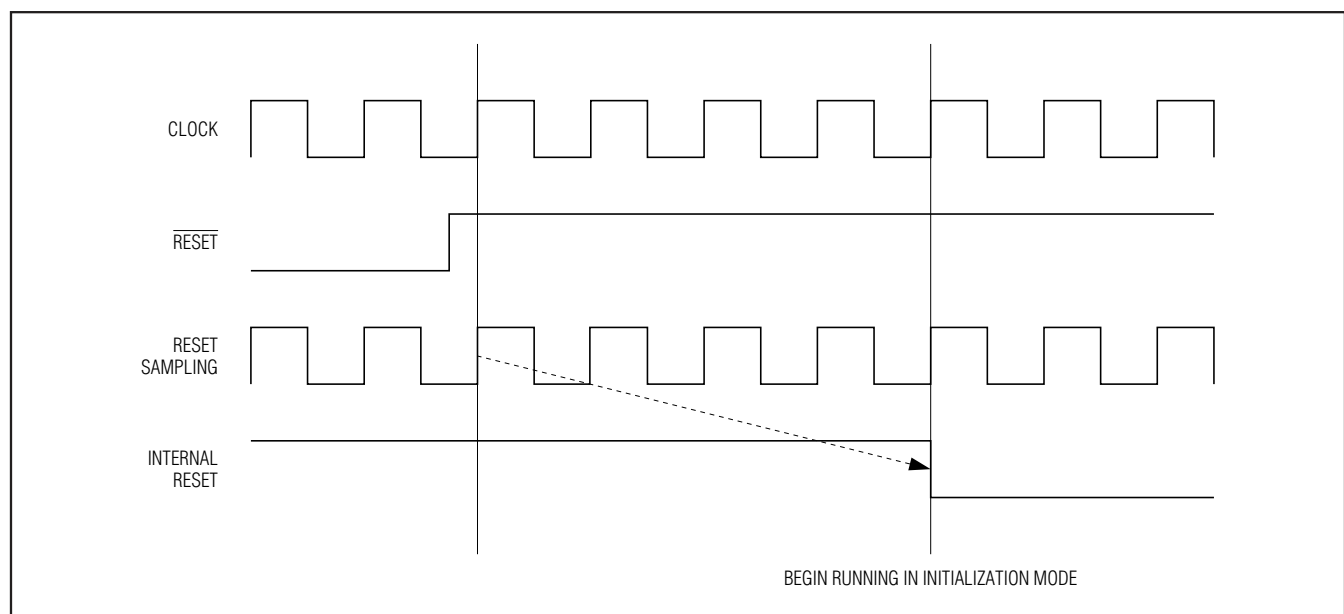 CLOCK
RESET
RESET
SAMPLING
INTERNAL
RESET
BEGIN RUNNING IN INITIALIZATION MODE